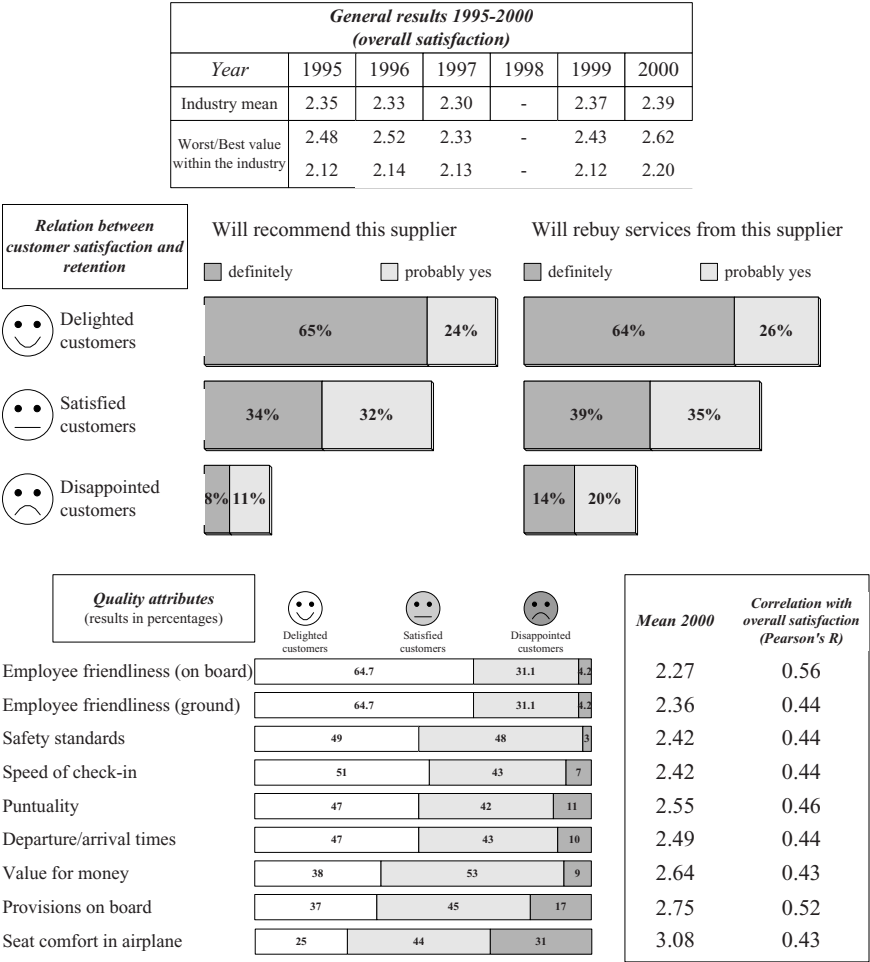 General results 1995-2000
(overall satisfaction)
Year 1995 1996 1997 1998 1999 2000
Industry mean 2.35 2.33 2.30 - 2.37 2.39
Worst/Best value within the industry
2.48 2.52 2.33 - 2.43 2.62
2.12 2.14 2.13 - 2.12 2.20
Relation between
customer satisfaction and
retention
Will recommend this supplier
definitely probably yes
Will rebuy services from this supplier
definitely probably yes
Delighted
customers
65% 24% 64% 26%
Satisfied
customers
34% 32% 39% 35%
Disappointed
customers
8% 11% 14% 20%
Quality attributes
(results in percentages)
Delighted
customers
Satisfied
customers
Disappointed
customers
Mean 2000
Correlation with
overall satisfaction
(Pearson's R)
Employee friendliness (on board) 64.7 31.1 4.2 2.27 0.56
Employee friendliness (ground) 64.7 31.1 4.2 2.36 0.44
Safety standards 49 48 3 2.42 0.44
Speed of check-in 51 43 7 2.42 0.44
Puntuality 47 42 11 2.55 0.46
Departure/arrival times 47 43 10 2.49 0.44
Value for money 38 53 9 2.64 0.43
Provisions on board 37 45 17 2.75 0.52
Seat comfort in airplane 25 44 31 3.08 0.43